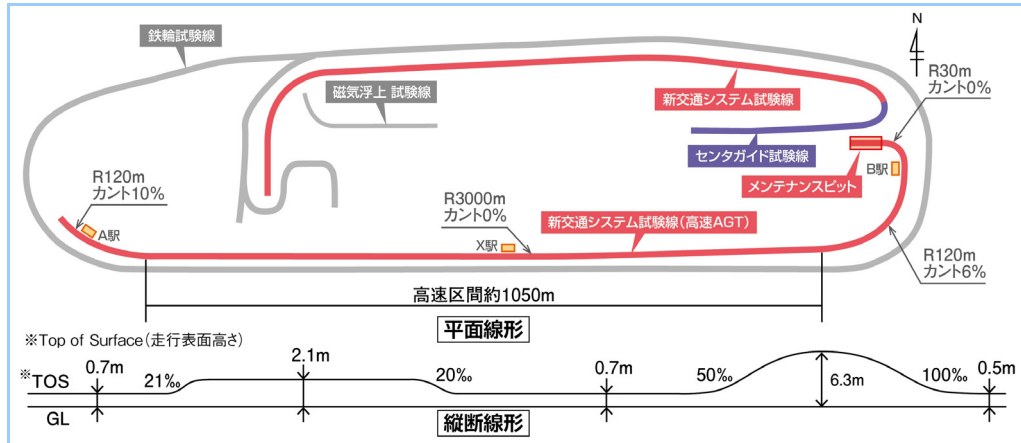 鉄輪試験線
N
磁気浮上 試験線
新交通システム試験線
R30m
カント0%
センタガイド試験線
メンテナンスピット
B駅
R120m
カント10%
A駅
R3000m
カント0%
X駅
新交通システム試験線(高速AGT)
R120m
カント6%
高速区間約1050m
平面線形
※Top of Surface(走行表面高さ)
※TOS
0.7m
21‰
2.1m
20‰
0.7m
50‰
6.3m
100‰
0.5m
GL
縦断線形